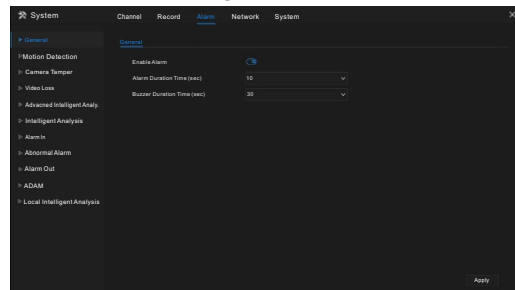 System
Channel Record Alarm Network System
General
Motion Detection
Camera Tamper
Video Loss
Advacned Intelligent Analy.
Intelligent Analysis
Alarm In
Abnormal Alarm
Alarm Out
ADAM
Local Intelligent Analysis
General
Enable Alarm
Alarm Duration Time (sec) 10
Buzzer Duration Time (sec) 30
Apply